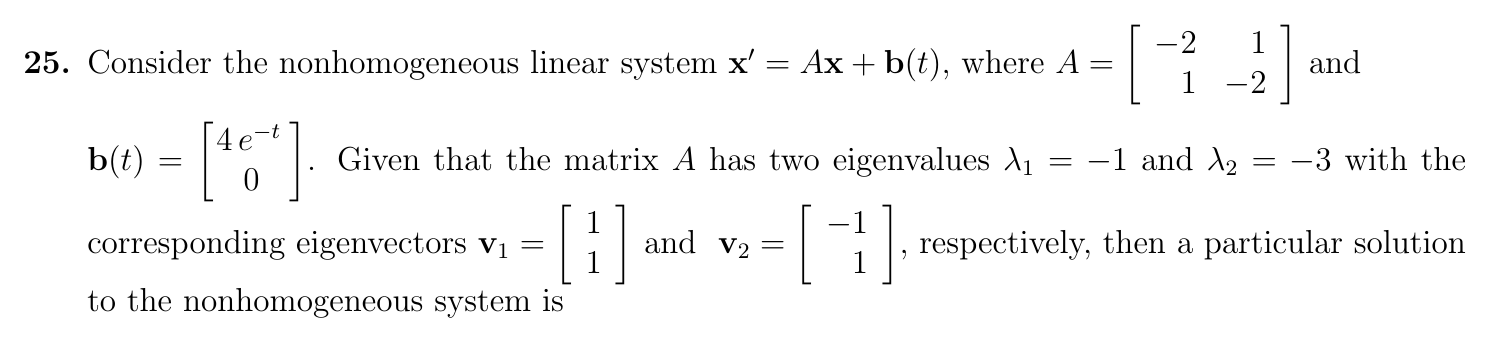 25. Consider the nonhomogeneous linear system x′ = Ax + b(t), where A = [ −2 1 ; 1 −2 ] and
b(t) = [ 4 e^{−t} ; 0 ]. Given that the matrix A has two eigenvalues λ₁ = −1 and λ₂ = −3 with the
corresponding eigenvectors v₁ = [ 1 ; 1 ] and v₂ = [ −1 ; 1 ], respectively, then a particular solution
to the nonhomogeneous system is